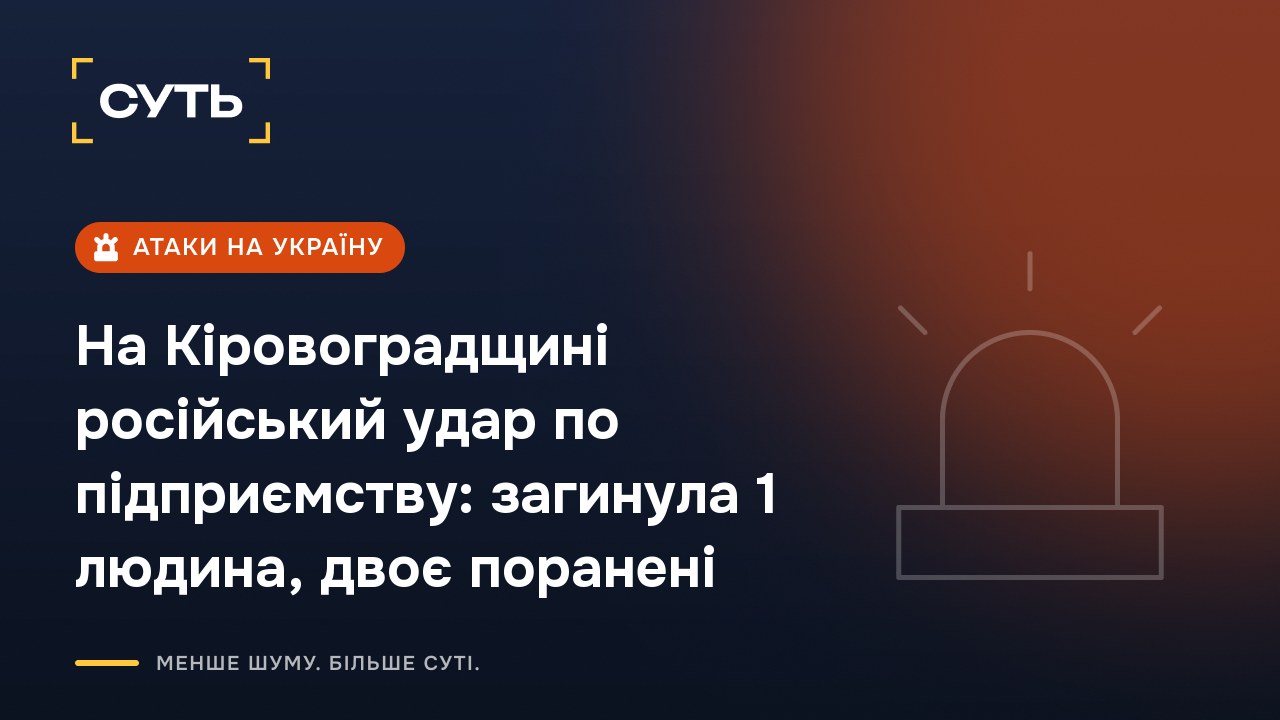 СУТЬ
АТАКИ НА УКРАЇНУ
На Кіровоградщині
російський удар по
підприємству: загинула 1
людина, двоє поранені
МЕНШЕ ШУМУ. БІЛЬШЕ СУТІ.